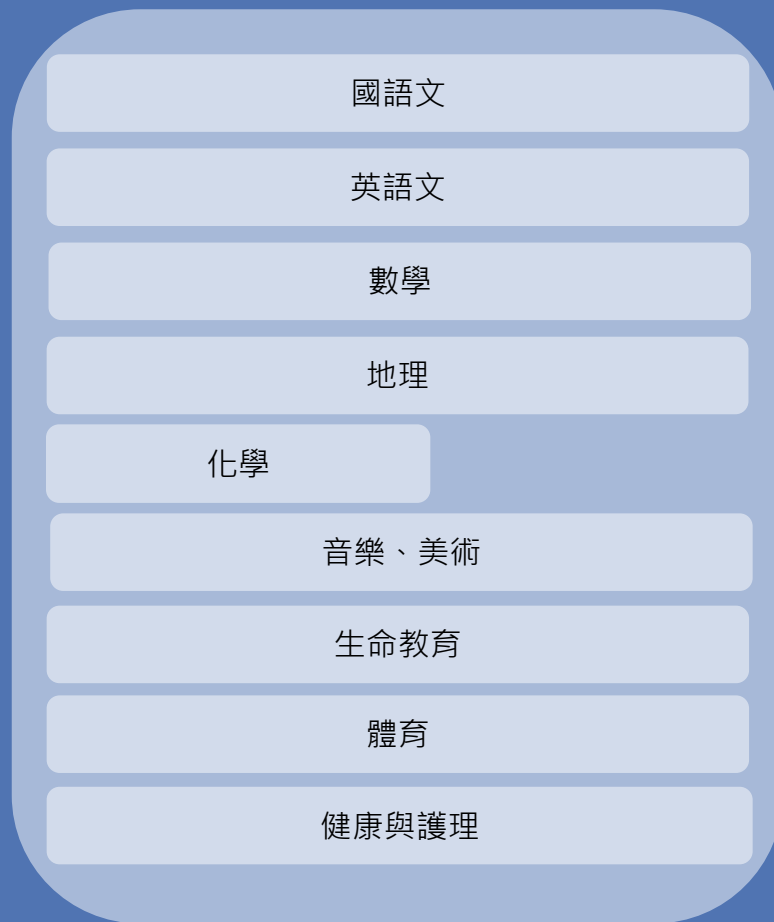 國語文
英語文
數學
地理
化學
音樂、美術
生命教育
體育
健康與護理